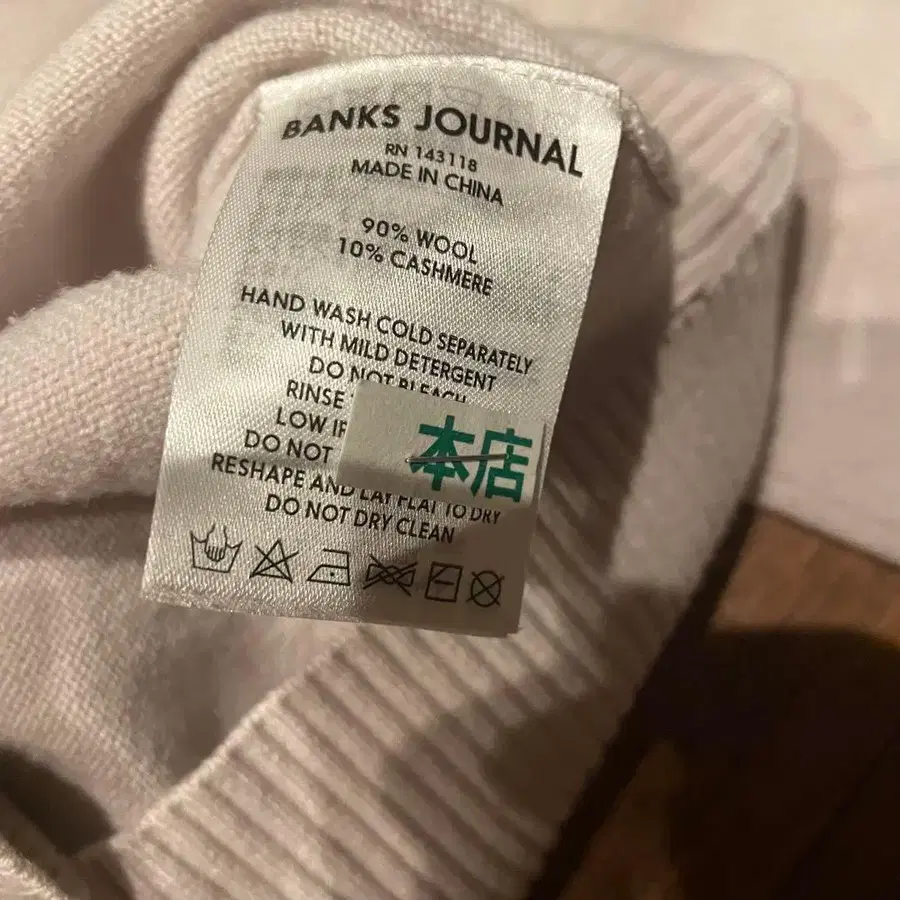 BANKS JOURNAL
RN 143118
MADE IN CHINA
90% WOOL
10% CASHMERE
HAND WASH COLD SEPARATELY
WITH MILD DETERGENT
DO NOT BLEACH
RINSE
LOW
DO NOT
本店
RESHAPE AND LAY FLAT TO DRY
DO NOT DRY CLEAN